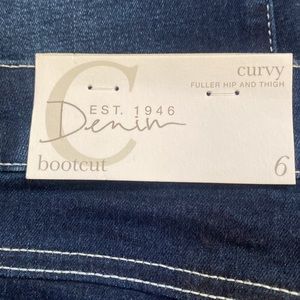 C
curvy
FULLER HIP AND THIGH
EST. 1946
Denim
bootcut
6